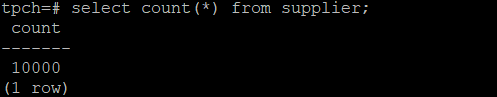 tpch=# select count(*) from supplier;
count
-------
10000
(1 row)